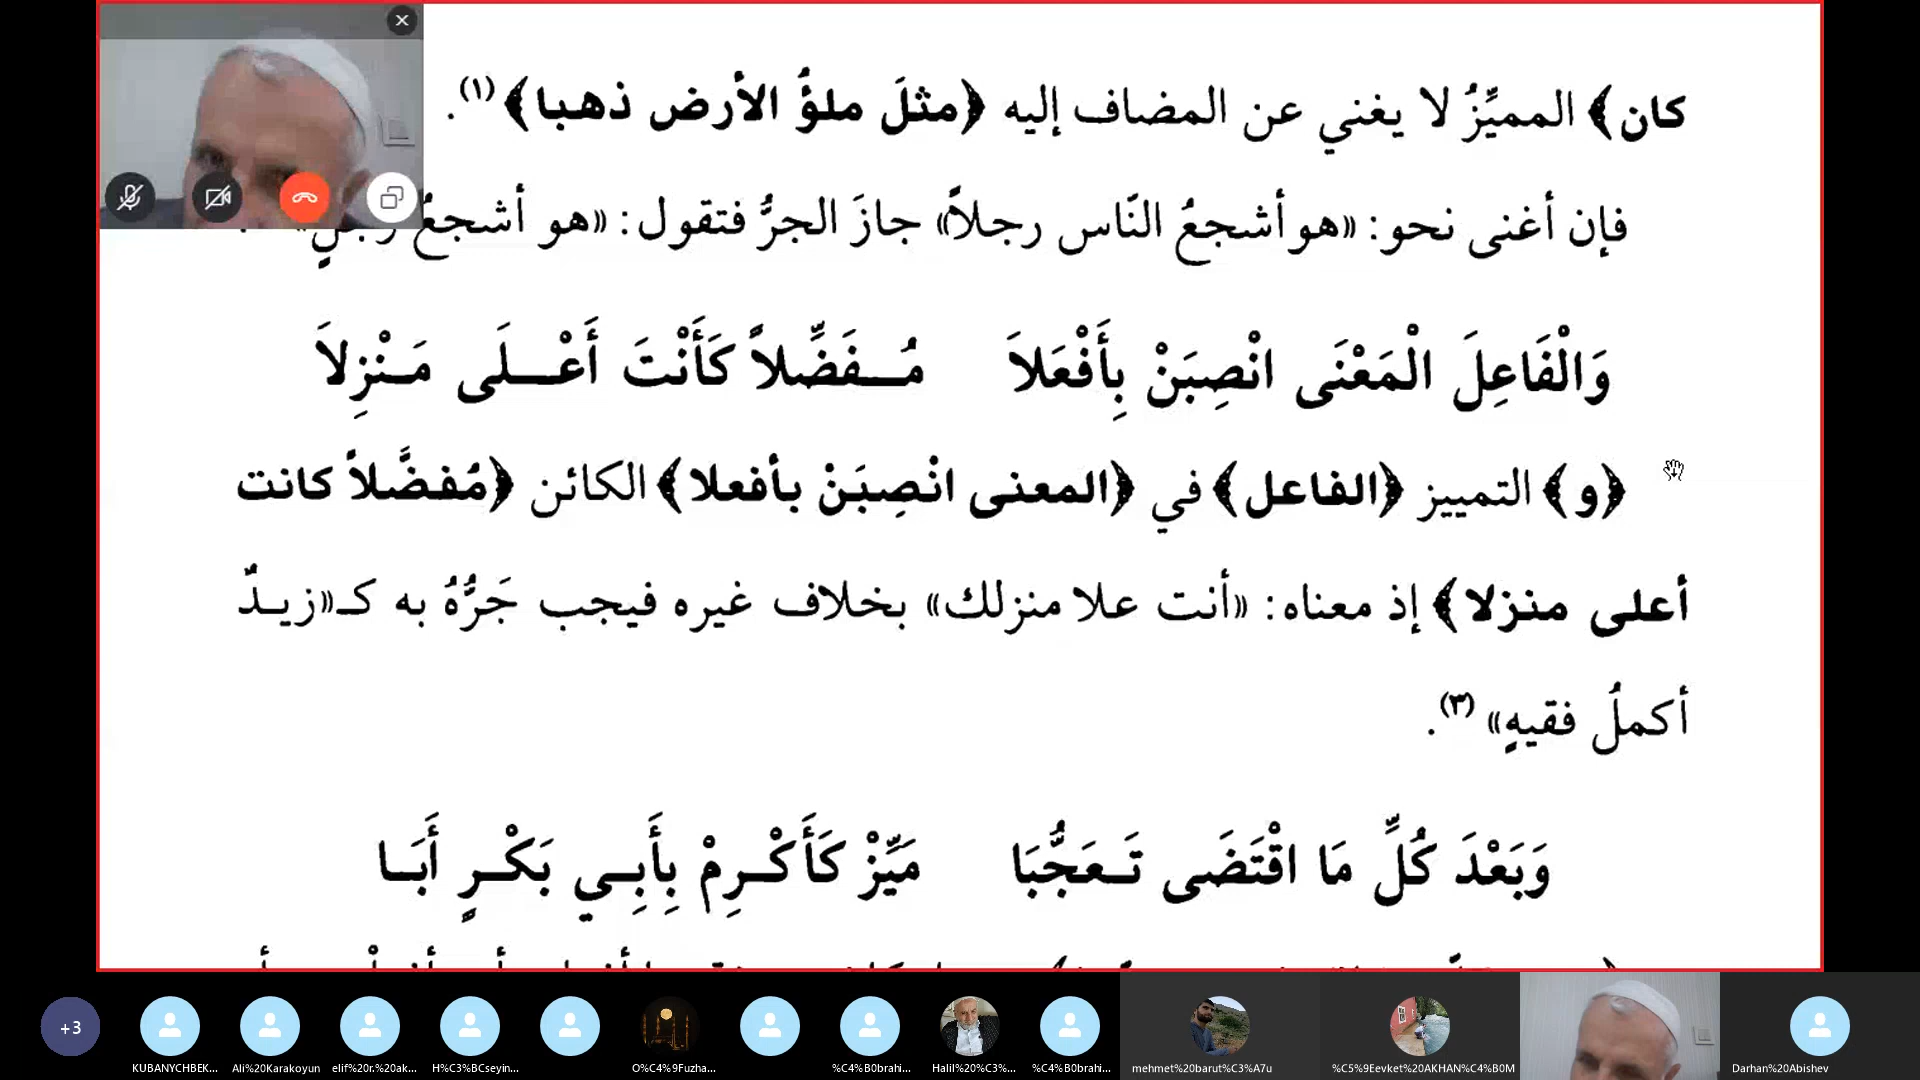 كان﴾ المميِّزُ لا يغني عن المضاف إليه ﴿مثلَ ملؤُ الأرض ذهبا﴾(١).
فإن أغنى نحو: «هو أشجعُ النّاس رجلاً» جازَ الجرُّ فتقول: «هو أشجعُ رجلٍ»
وَالْفَاعِلَ الْمَعْنَى انْصِبَنْ بِأَفْعَلاَ مُـفَضِّلاً كَأَنْتَ أَعْـلَى مَـنْزِلاَ
﴿و﴾ التمييز ﴿الفاعل﴾ في ﴿المعنى انْصِبَنْ بأفعلا﴾ الكائن ﴿مُفضَّلاً كانت
أعلى منزلا﴾ إذ معناه: «أنت علا منزلك» بخلاف غيره فيجب جَرُّهُ به كـ«زيـدٌ
أكملُ فقيهٍ» (٣).
وَبَعْدَ كُلِّ مَا اقْتَضَى تَـعَجُّبَا مَيِّزْ كَأَكْـرِمْ بِأَبِـي بَكْـرٍ أَبَـا
+3
KUBANYCHBEK...
Ali%20Karakoyun
elif%20r.%20ak...
H%C3%BCseyin...
O%C4%9Fuzha...
%C4%B0brahi...
Halil%20%C3%...
%C4%B0brahi...
mehmet%20barut%C3%A7u
%C5%9Eevket%20AKHAN%C4%B0M
Darhan%20Abishev